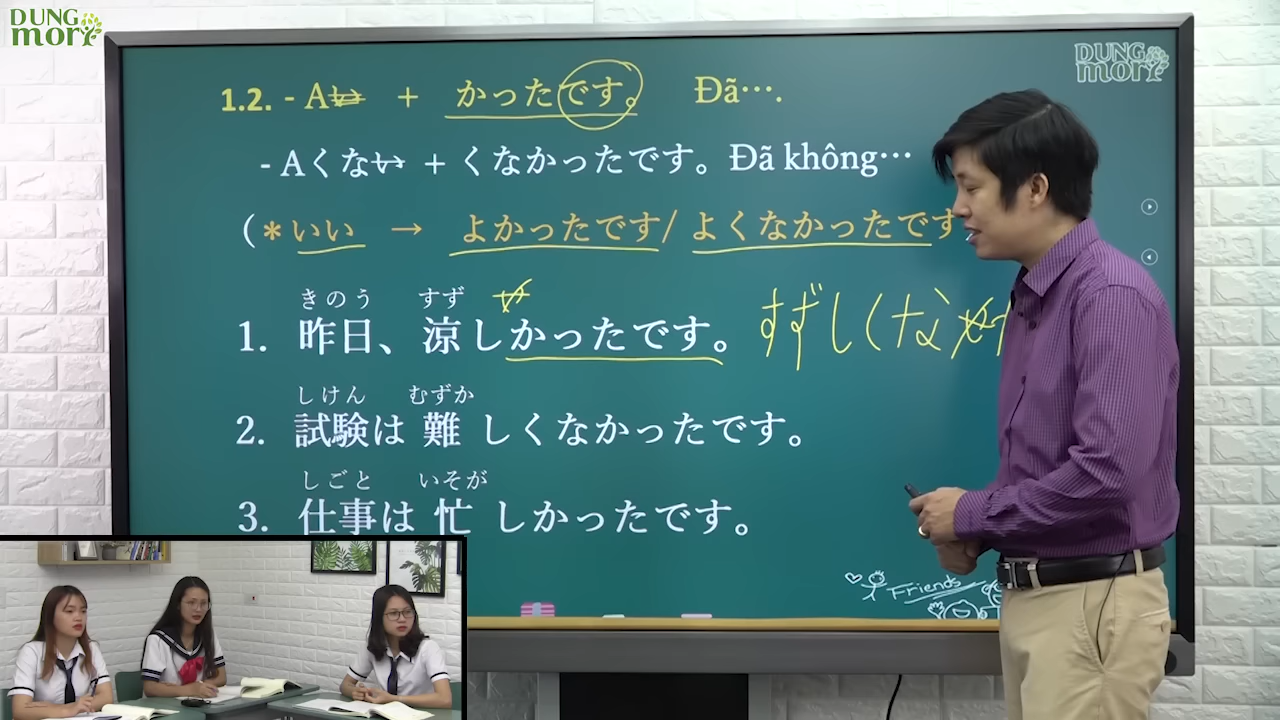 DUNG
mori
DUNG
mori
1.2. - Aい + かったです。 Đã….
- Aくない + くなかったです。Đã không…
(*いい → よかったです/ よくなかったです
きのう すず い
1. 昨日、涼しかったです。 すずしくな
しけん むずか
2. 試験は難しくなかったです。
しごと いそが
3. 仕事は忙しかったです。
Friends